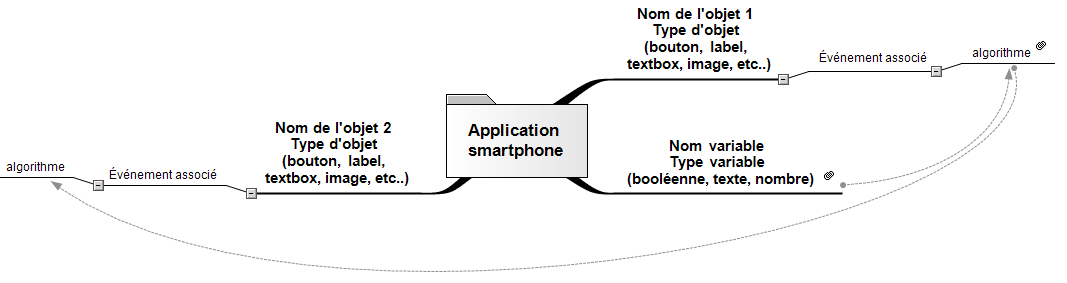 Nom de l'objet 1
Type d'objet
(bouton, label,
textbox, image, etc..)
Événement associé
algorithme
Application
smartphone
Nom de l'objet 2
Type d'objet
(bouton, label,
textbox, image, etc..)
Événement associé
algorithme
Nom variable
Type variable
(booléenne, texte, nombre)